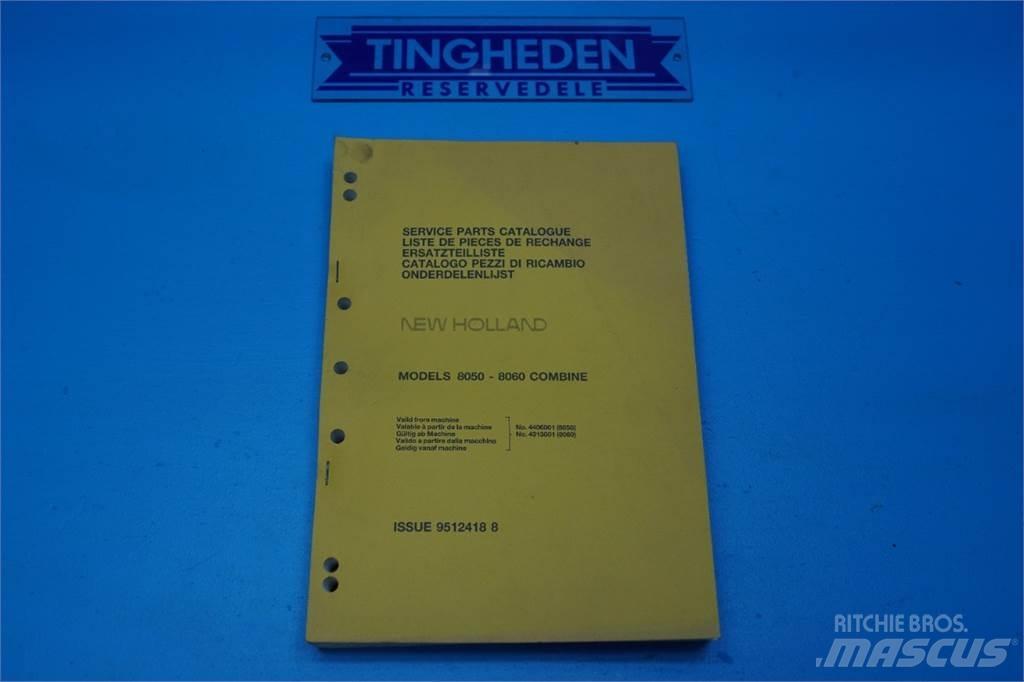 TINGHEDEN
RESERVEDELE
SERVICE PARTS CATALOGUE
LISTE DE PIECES DE RECHANGE
ERSATZTEILLISTE
CATALOGO PEZZI DI RICAMBIO
ONDERDELENLIJST
NEW HOLLAND
MODELS 8050 - 8060 COMBINE
Valid from machine
Valable à partir de la machine
Gültig ab Machine
Valido a partire dalla macchina
Geldig vanaf machine
No. 4406001 (8050)
No. 4313001 (8060)
ISSUE 9512418 8
RITCHIE BROS.
MASCUS